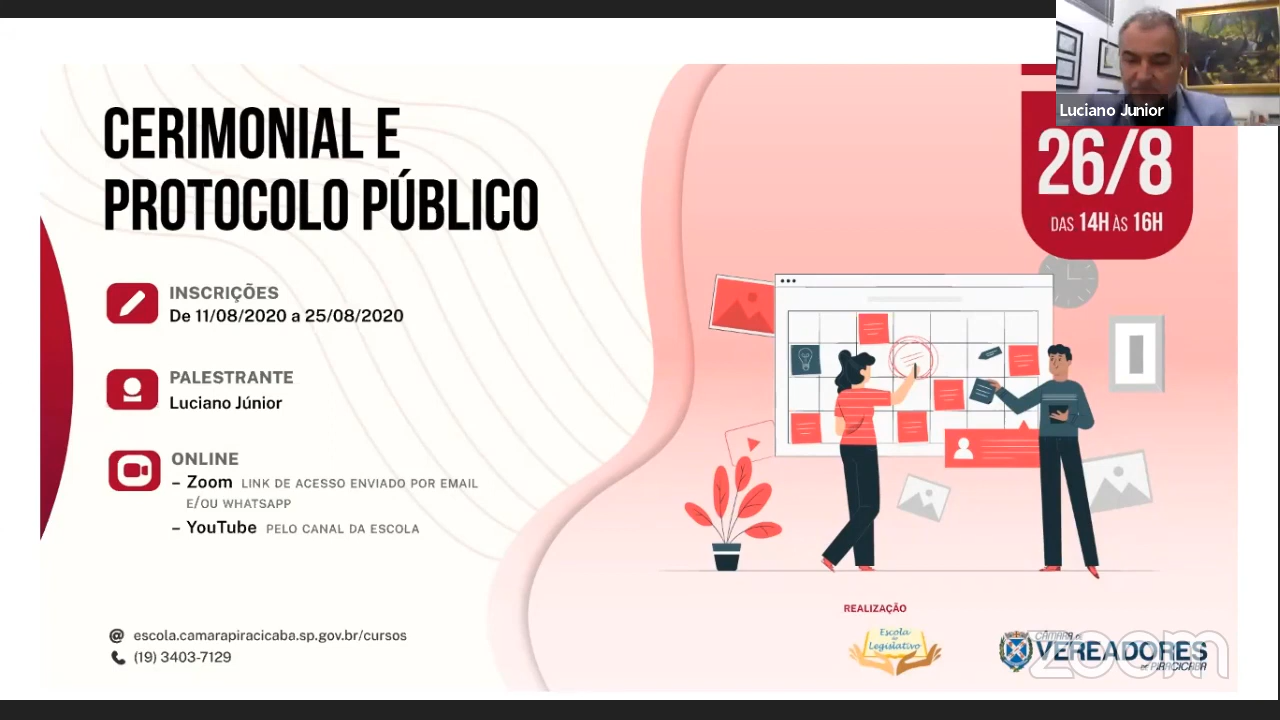 Luciano Junior
CERIMONIAL E
PROTOCOLO PÚBLICO
26/8
DAS 14H ÀS 16H
INSCRIÇÕES
De 11/08/2020 a 25/08/2020
PALESTRANTE
Luciano Júnior
ONLINE
– Zoom LINK DE ACESSO ENVIADO POR EMAIL
E/OU WHATSAPP
– YouTube PELO CANAL DA ESCOLA
REALIZAÇÃO
Escola
do
Legislativo
CÂMARA DE
VEREADORES
DE PIRACICABA
zoom
@ escola.camarapiracicaba.sp.gov.br/cursos
(19) 3403-7129